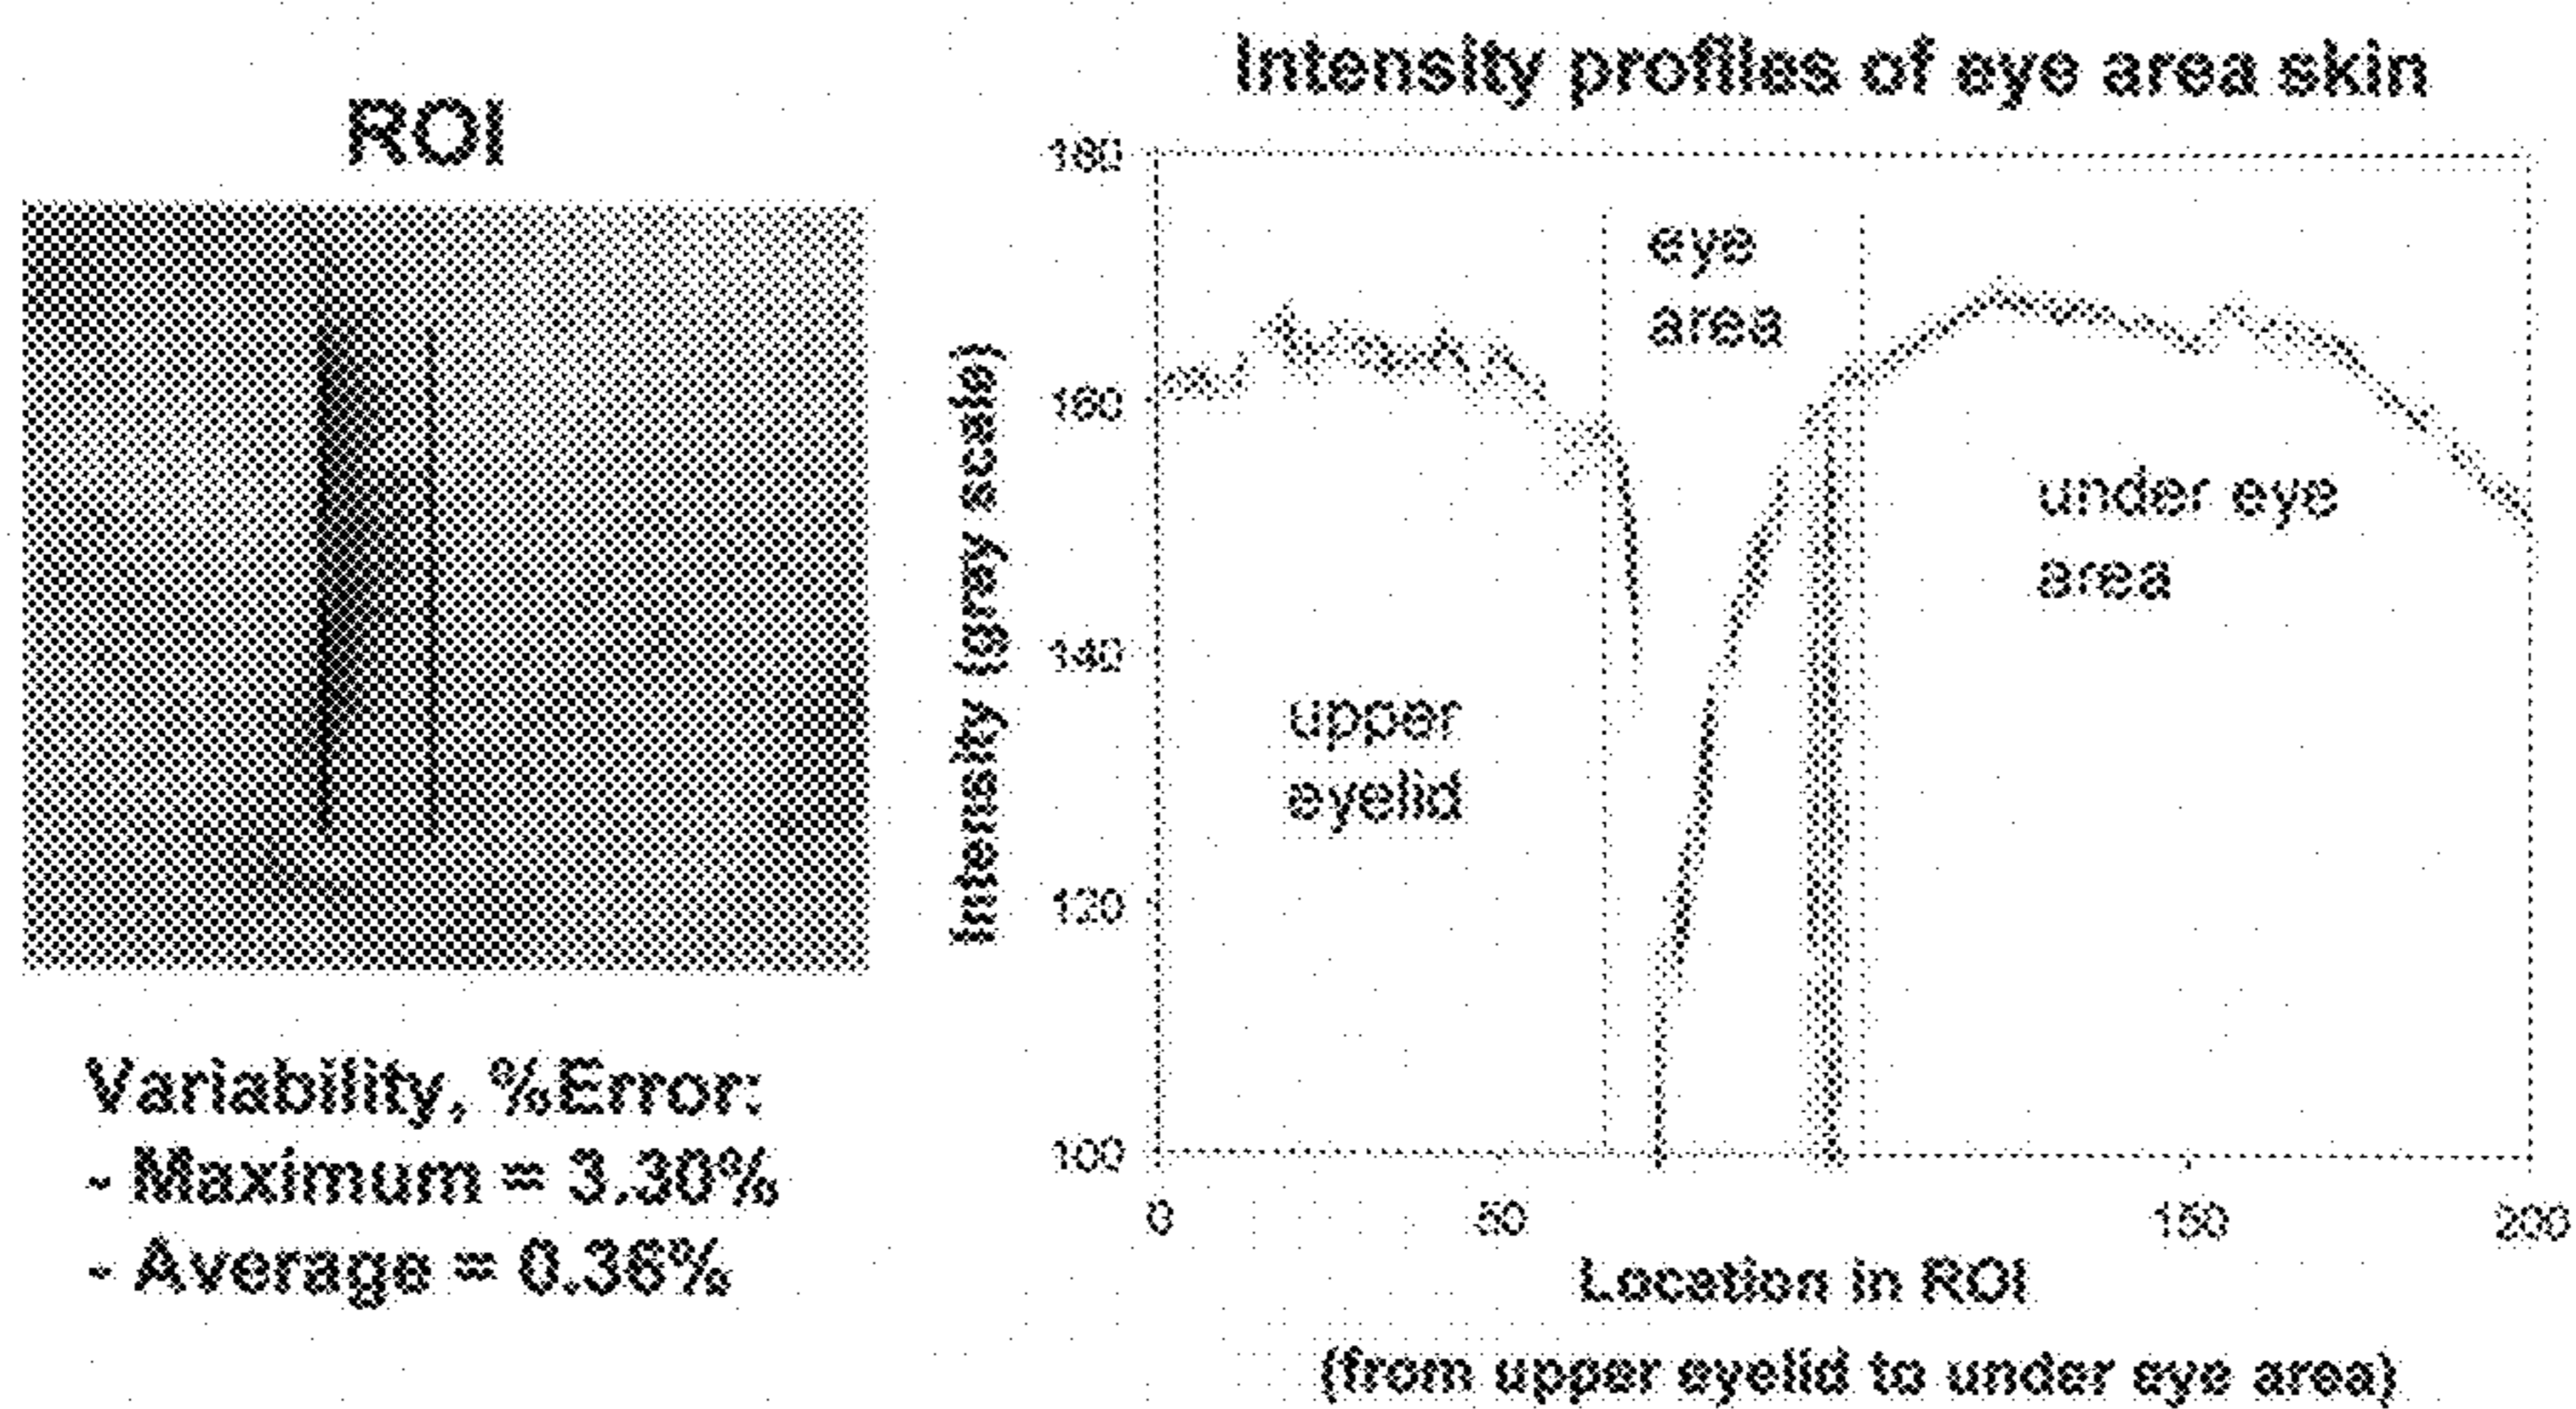 ROI
Variability, %Error:
- Maximum = 3.30%
- Average = 0.36%
Intensity profiles of eye area skin
Intensity (gray scale)
180
160
140
120
100
eye
area
upper
eyelid
under eye
area
0
50
150
200
Location in ROI
(from upper eyelid to under eye area)